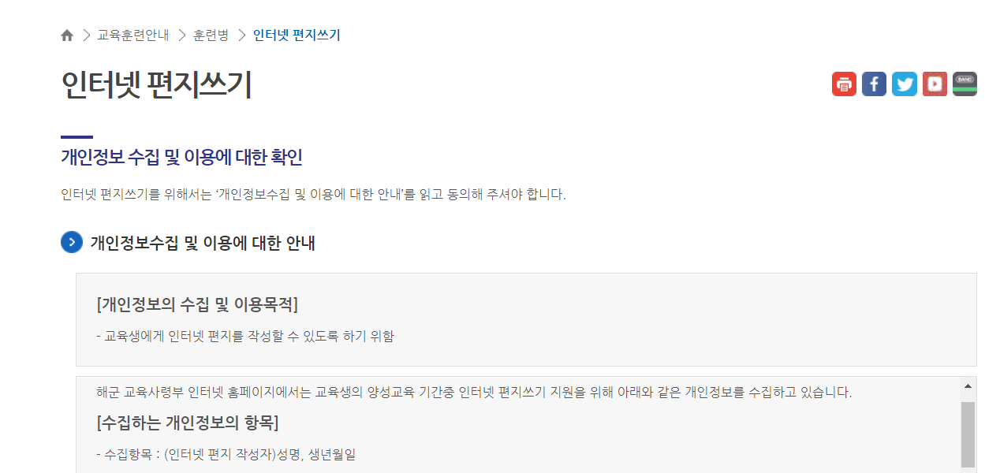 교육훈련안내 > 훈련병 > 인터넷 편지쓰기
인터넷 편지쓰기
BAND
개인정보 수집 및 이용에 대한 확인
인터넷 편지쓰기를 위해서는 ‘개인정보수집 및 이용에 대한 안내’를 읽고 동의해 주셔야 합니다.
개인정보수집 및 이용에 대한 안내
[개인정보의 수집 및 이용목적]
- 교육생에게 인터넷 편지를 작성할 수 있도록 하기 위함
해군 교육사령부 인터넷 홈페이지에서는 교육생의 양성교육 기간중 인터넷 편지쓰기 지원을 위해 아래와 같은 개인정보를 수집하고 있습니다.
[수집하는 개인정보의 항목]
- 수집항목 : (인터넷 편지 작성자)성명, 생년월일